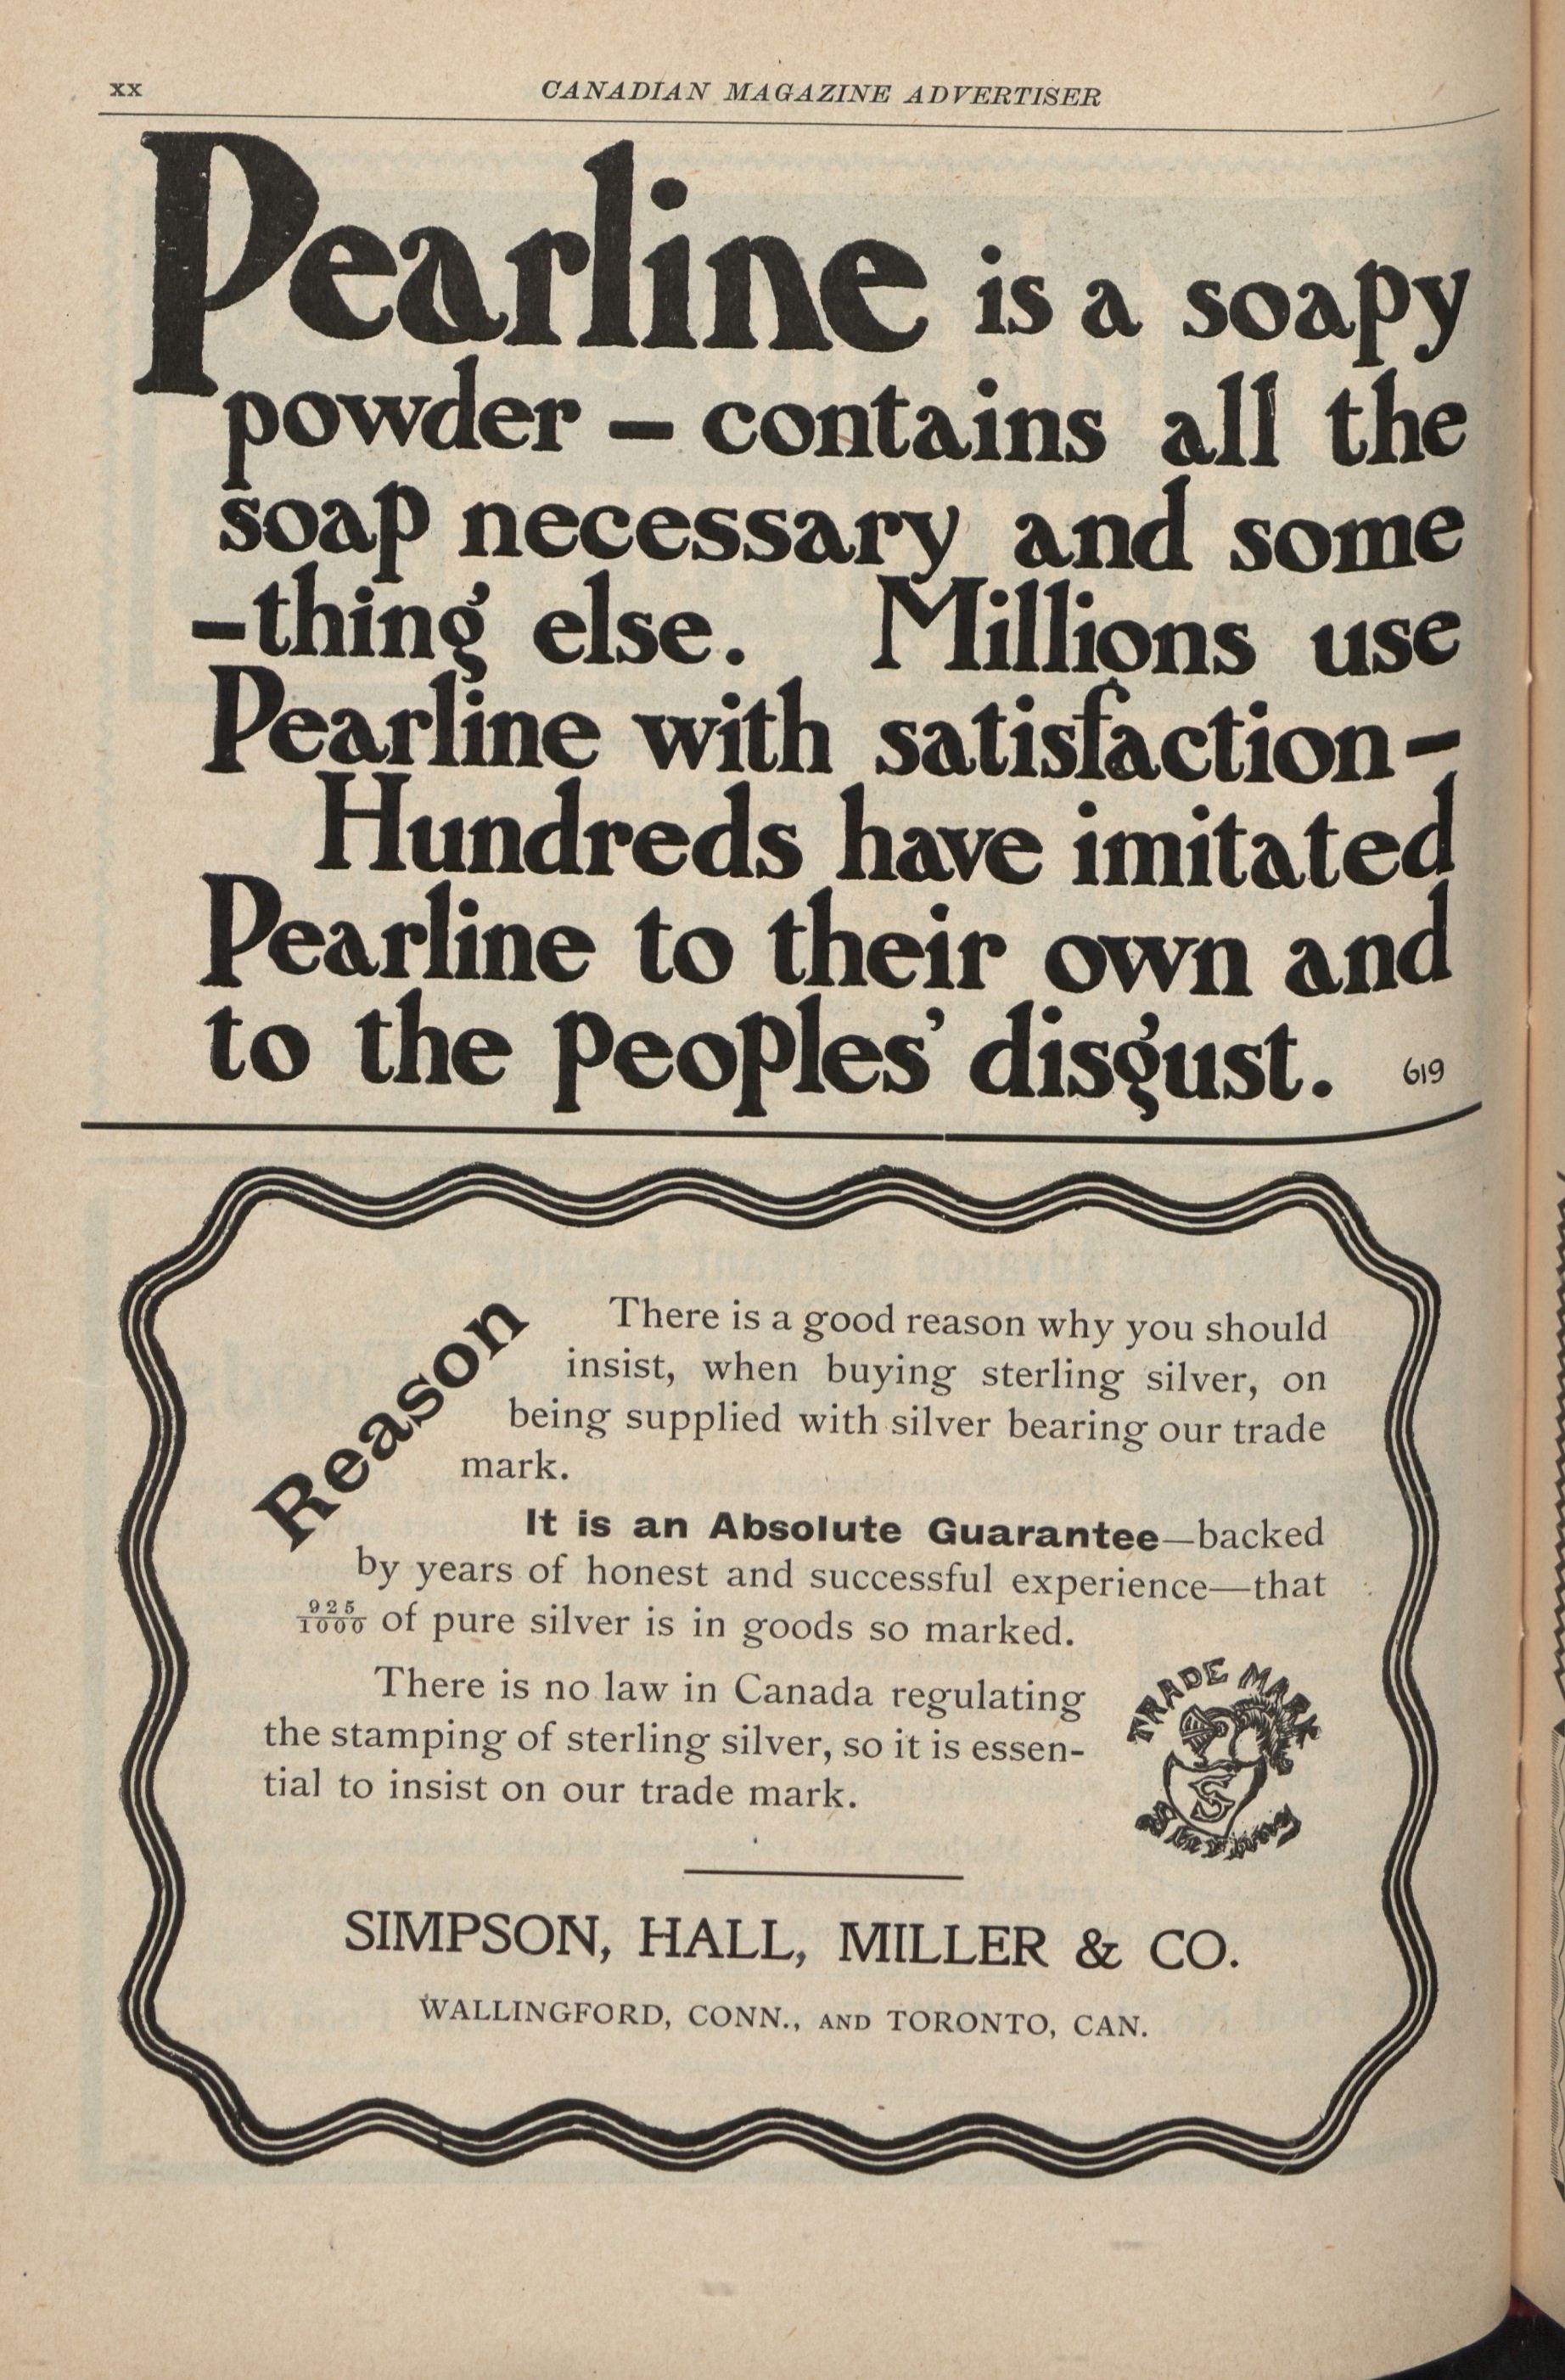 xx
CANADIAN MAGAZINE ADVERTISER
Pearline is a soapy
powder – contains all the
soap necessary and some
-thing else. Millions use
Pearline with satisfaction –
Hundreds have imitated
Pearline to their own and
to the peoples' disgust.
619
Reason
There is a good reason why you should
insist, when buying sterling silver, on
being supplied with silver bearing our trade
mark.
It is an Absolute Guarantee—backed
by years of honest and successful experience—that
925/1000 of pure silver is in goods so marked.
There is no law in Canada regulating
the stamping of sterling silver, so it is essen-
tial to insist on our trade mark.
TRADE MARK
S
Sterling
SIMPSON, HALL, MILLER & CO.
WALLINGFORD, CONN., AND TORONTO, CAN.